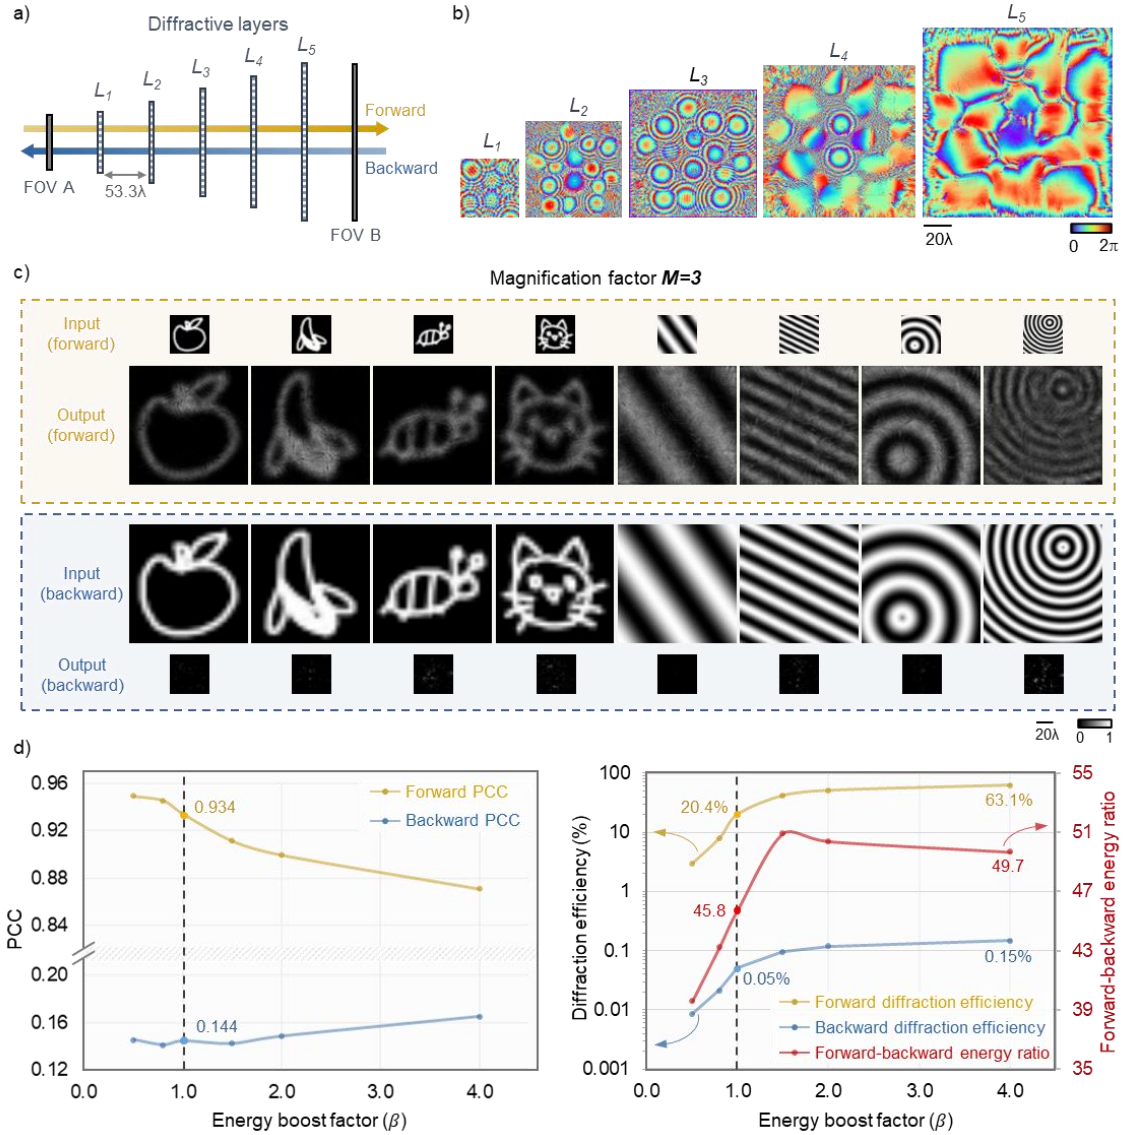 a)
Diffractive layers
L1
L2
L3
L4
L5
Forward
Backward
FOV A
53.3λ
FOV B
b)
L1
L2
L3
L4
L5
20λ
0
2π
c)
Magnification factor M=3
Input
(forward)
Output
(forward)
Input
(backward)
Output
(backward)
20λ
0 1
d)
0.96
0.92
0.88
0.84
0.20
0.16
0.12
PCC
0.934
0.144
Forward PCC
Backward PCC
0.0 1.0 2.0 3.0 4.0
Energy boost factor (β)
100
10
1
0.1
0.01
0.001
Diffraction efficiency (%)
20.4%
63.1%
45.8
49.7
0.05%
0.15%
Forward diffraction efficiency
Backward diffraction efficiency
Forward-backward energy ratio
55
51
47
43
39
35
Forward-backward energy ratio
0.0 1.0 2.0 3.0 4.0
Energy boost factor (β)